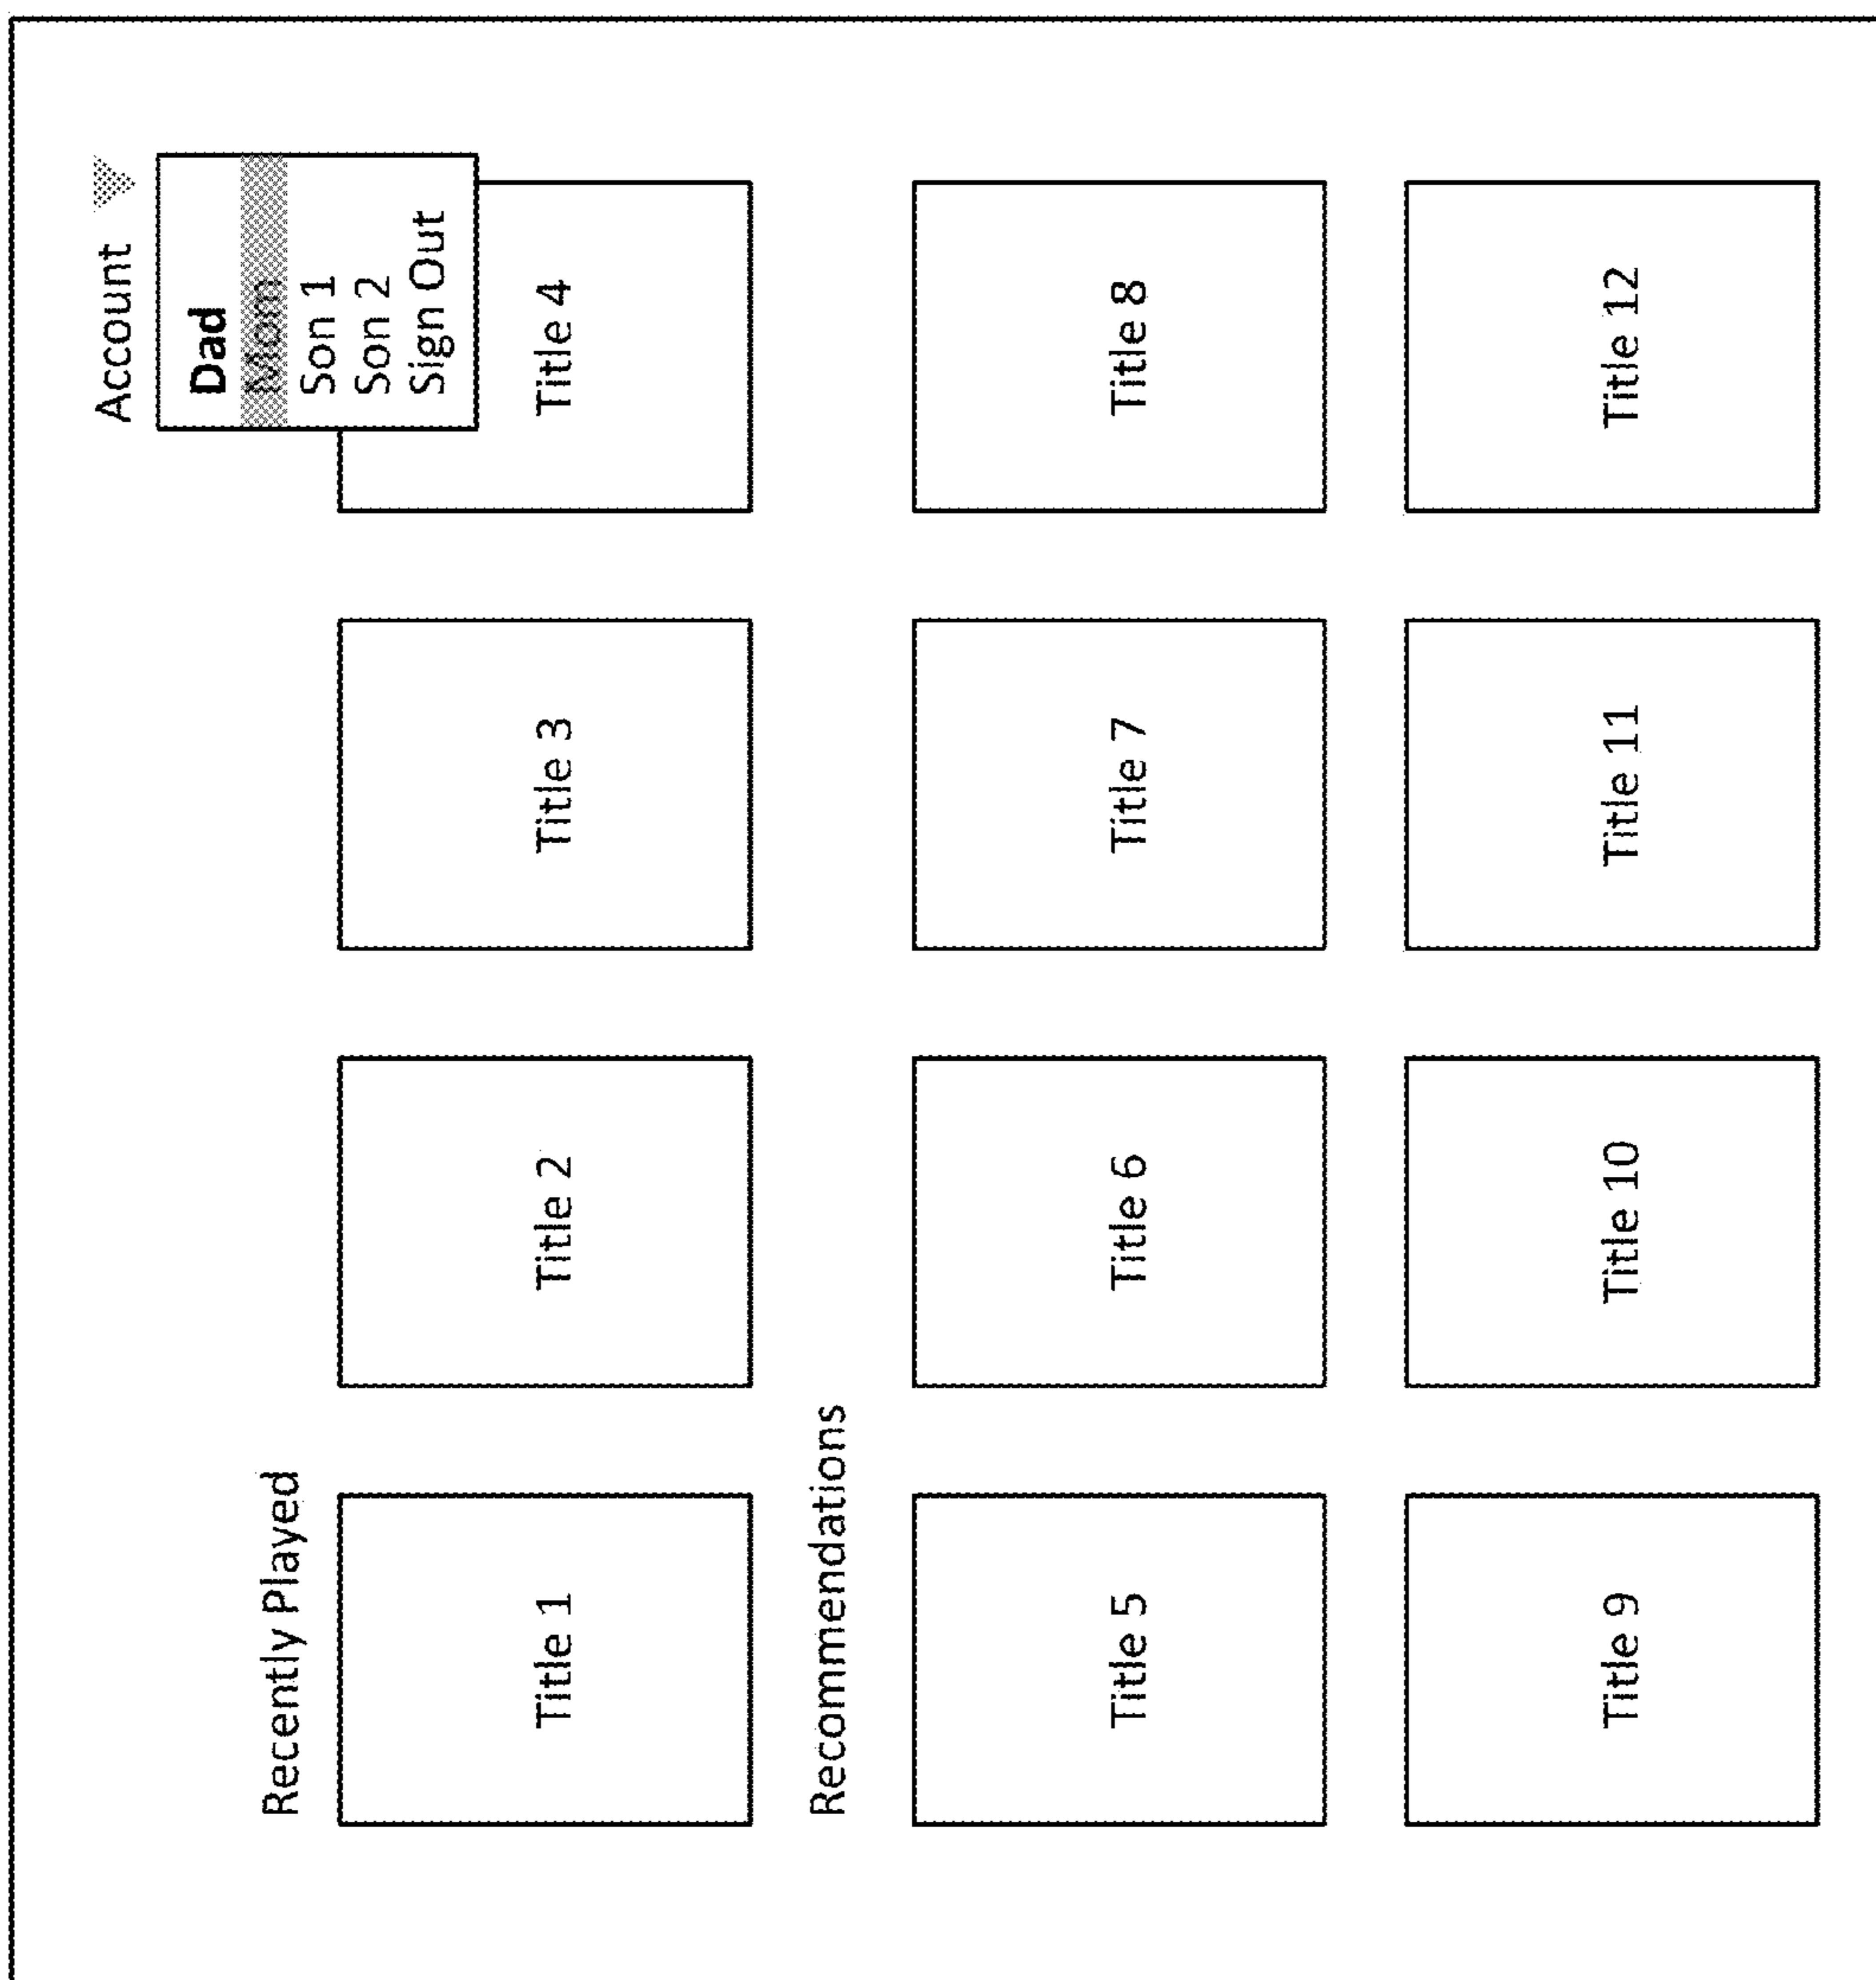 Account
Dad
Mom
Son 1
Son 2
Sign Out
Recently Played
Title 1
Title 2
Title 3
Title 4
Recommendations
Title 5
Title 6
Title 7
Title 8
Title 9
Title 10
Title 11
Title 12